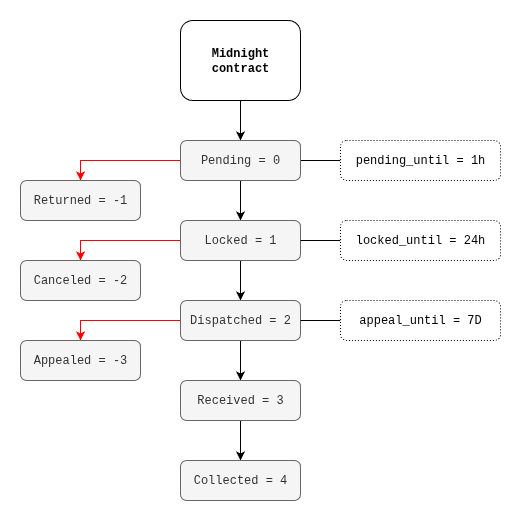 Midnight
contract
Pending = 0
pending_until = 1h
Returned = -1
Locked = 1
locked_until = 24h
Canceled = -2
Dispatched = 2
appeal_until = 7D
Appealed = -3
Received = 3
Collected = 4